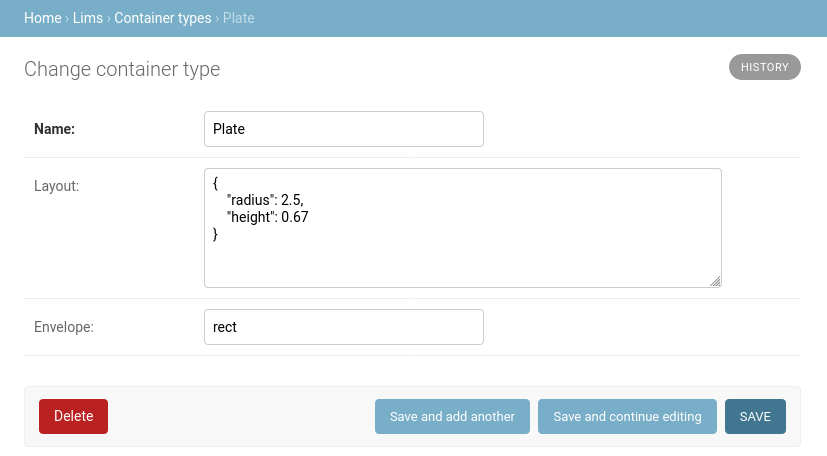 Home › Lims › Container types › Plate
Change container type
HISTORY
Name:
Plate
Layout:
{
    "radius": 2.5,
    "height": 0.67
}
Envelope:
rect
Delete
Save and add another
Save and continue editing
SAVE